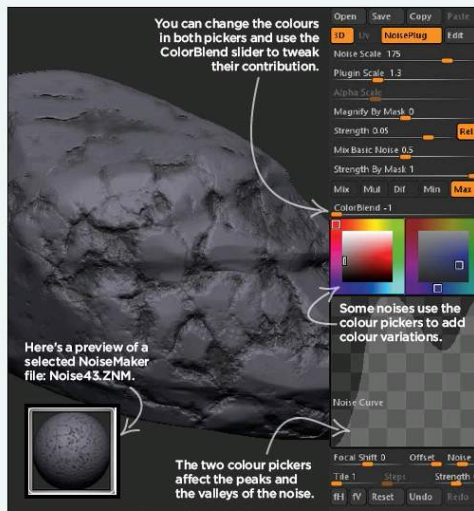 You can change the colours
in both pickers and use the
ColorBlend slider to tweak
their contribution.
Open Save Copy Paste
3D Uv NoisePlug Edit
Noise Scale 175
Plugin Scale 1.3
Alpha Scale
Magnify By Mask 0
Strength 0.05 Rel
Mix Basic Noise 0.5
Strength By Mask 1
Mix Mul Dif Min Max
ColorBlend -1
Some noises use the
colour pickers to add
colour variations.
Here's a preview of a
selected NoiseMaker
file: Noise43.ZNM.
Noise Curve
The two colour pickers
affect the peaks and
the valleys of the noise.
Focal Shift 0 Offset Noise
Tile 1 Steps Strength
fH fV Reset Undo Redo